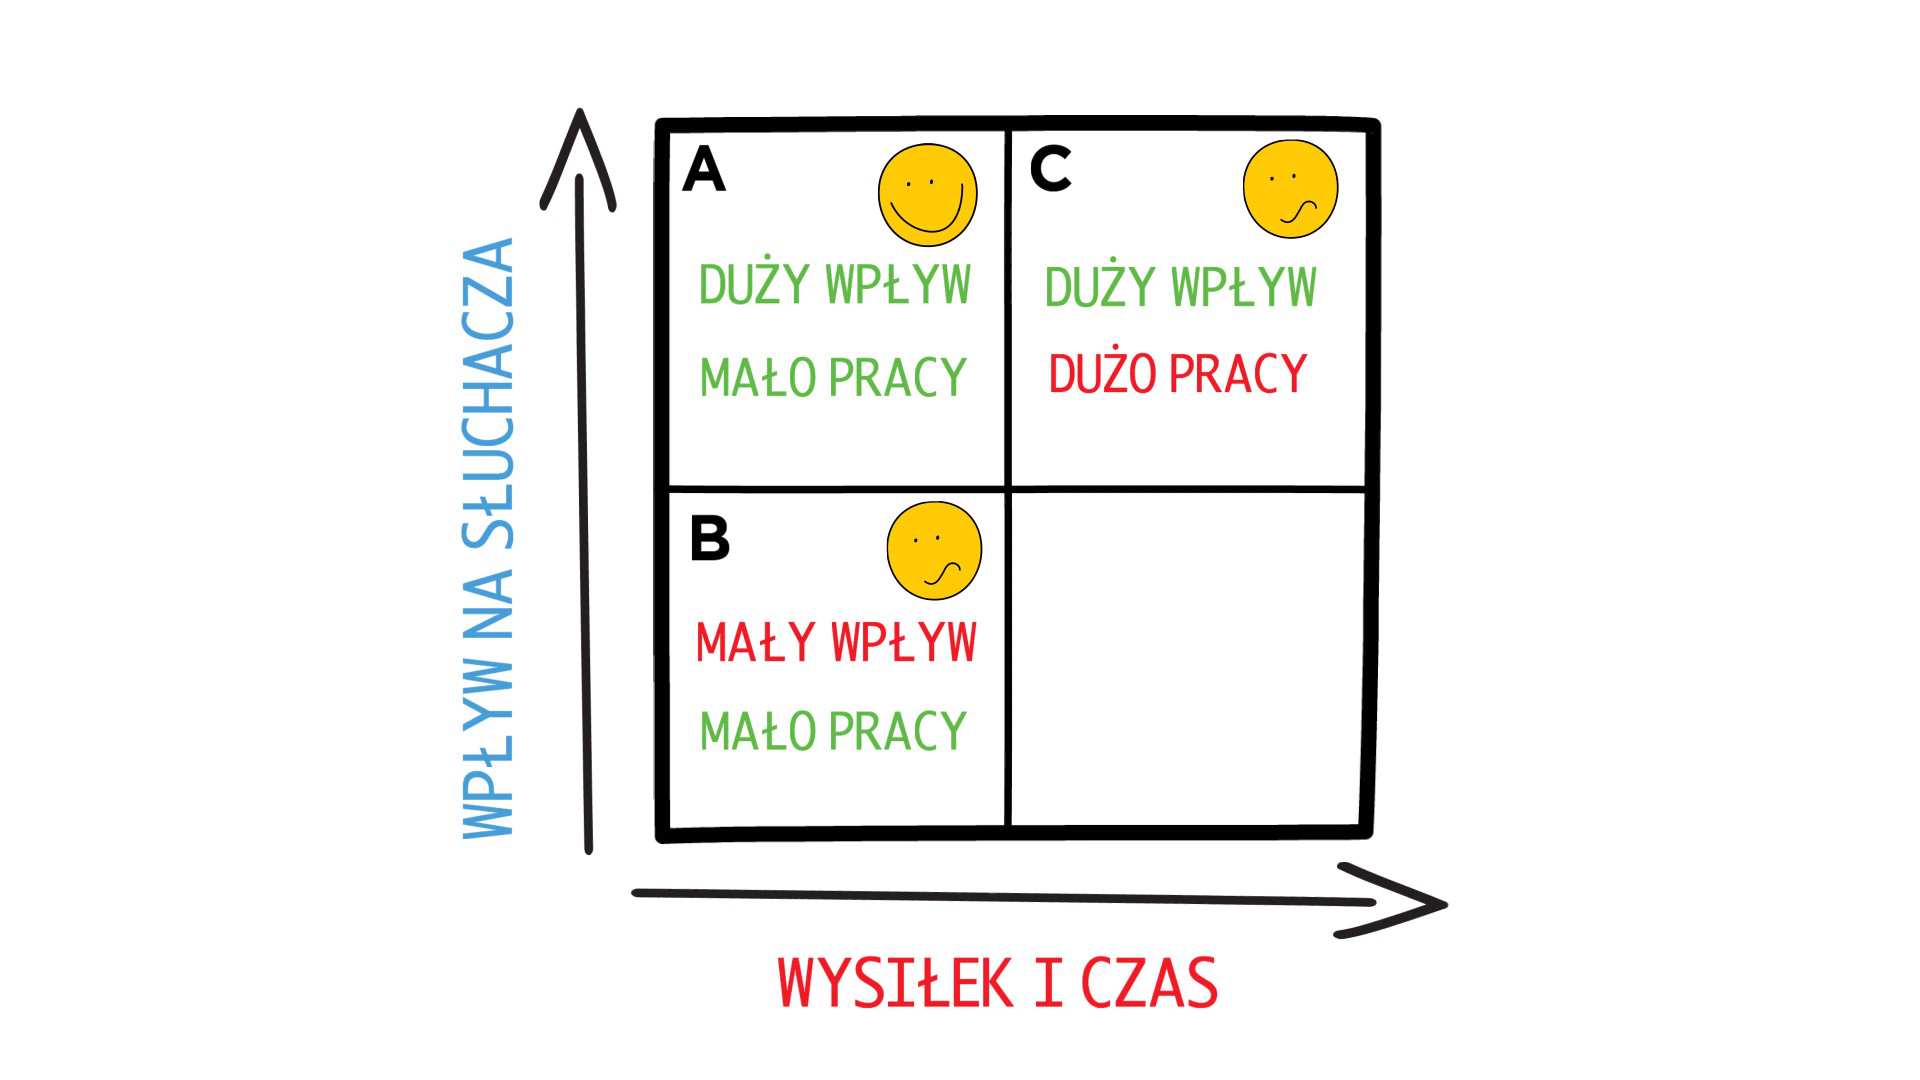 A
DUŻY WPŁYW
MAŁO PRACY
C
DUŻY WPŁYW
DUŻO PRACY
B
MAŁY WPŁYW
MAŁO PRACY
WPŁYW NA SŁUCHACZA
WYSIŁEK I CZAS